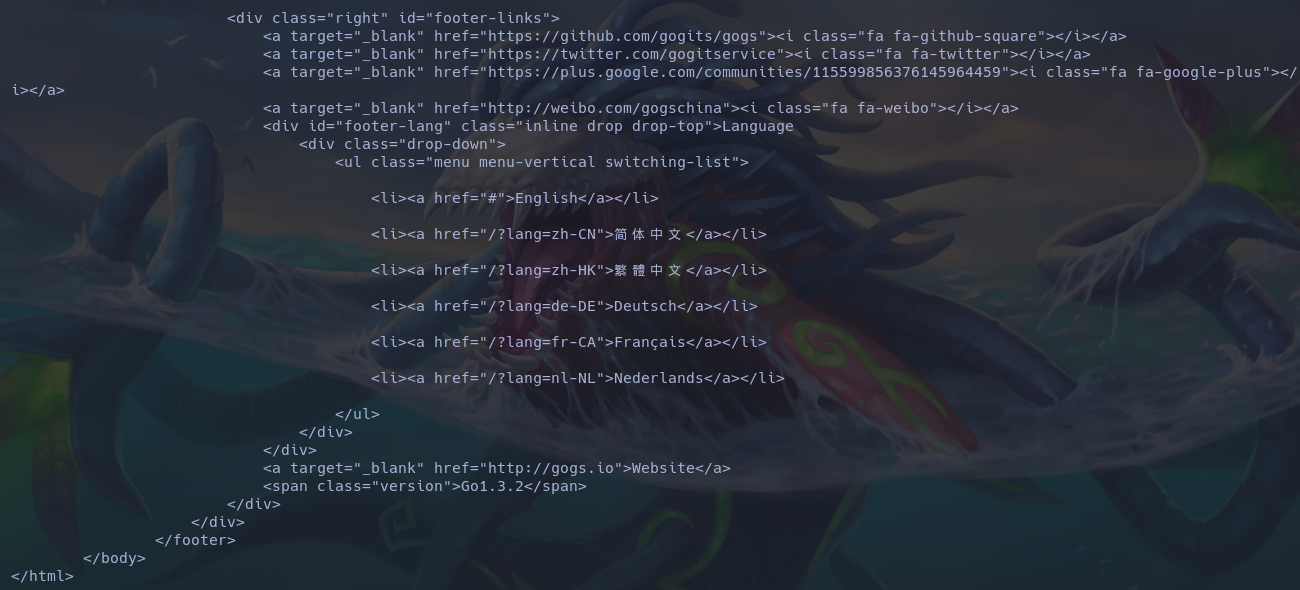 <div class="right" id="footer-links">
<a target="_blank" href="https://github.com/gogits/gogs"><i class="fa fa-github-square"></i></a>
<a target="_blank" href="https://twitter.com/gogitservice"><i class="fa fa-twitter"></i></a>
<a target="_blank" href="https://plus.google.com/communities/115599856376145964459"><i class="fa fa-google-plus"></
i></a>
<a target="_blank" href="http://weibo.com/gogschina"><i class="fa fa-weibo"></i></a>
<div id="footer-lang" class="inline drop drop-top">Language
<div class="drop-down">
<ul class="menu menu-vertical switching-list">
<li><a href="#">English</a></li>
<li><a href="/?lang=zh-CN">简体中文</a></li>
<li><a href="/?lang=zh-HK">繁體中文</a></li>
<li><a href="/?lang=de-DE">Deutsch</a></li>
<li><a href="/?lang=fr-CA">Français</a></li>
<li><a href="/?lang=nl-NL">Nederlands</a></li>
</ul>
</div>
</div>
<a target="_blank" href="http://gogs.io">Website</a>
<span class="version">Go1.3.2</span>
</div>
</div>
</footer>
</body>
</html>